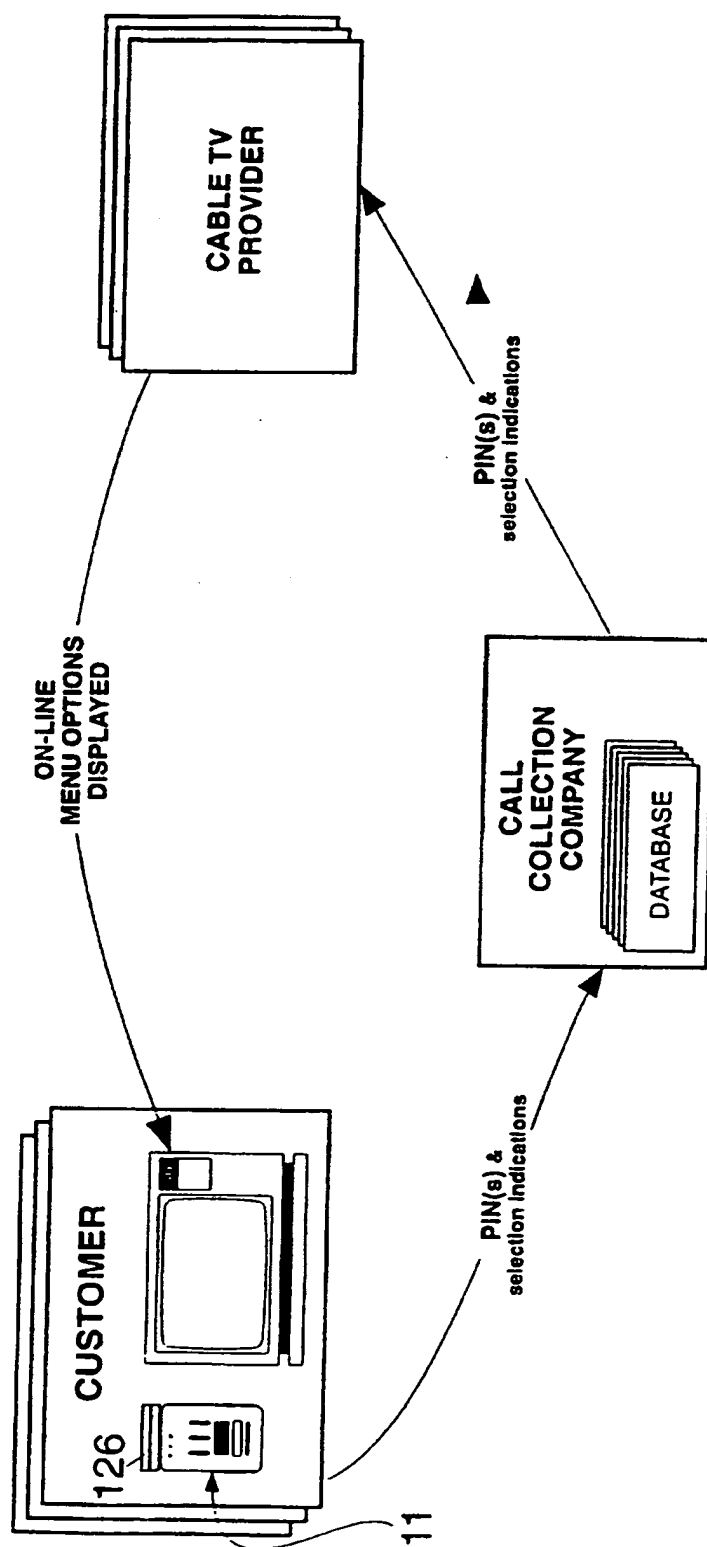 CUSTOMER
126
11
ON-LINE
MENU OPTIONS
DISPLAYED
CABLE TV
PROVIDER
PIN(s) &
selection indications
CALL
COLLECTION
COMPANY
DATABASE
PIN(s) &
selection indications